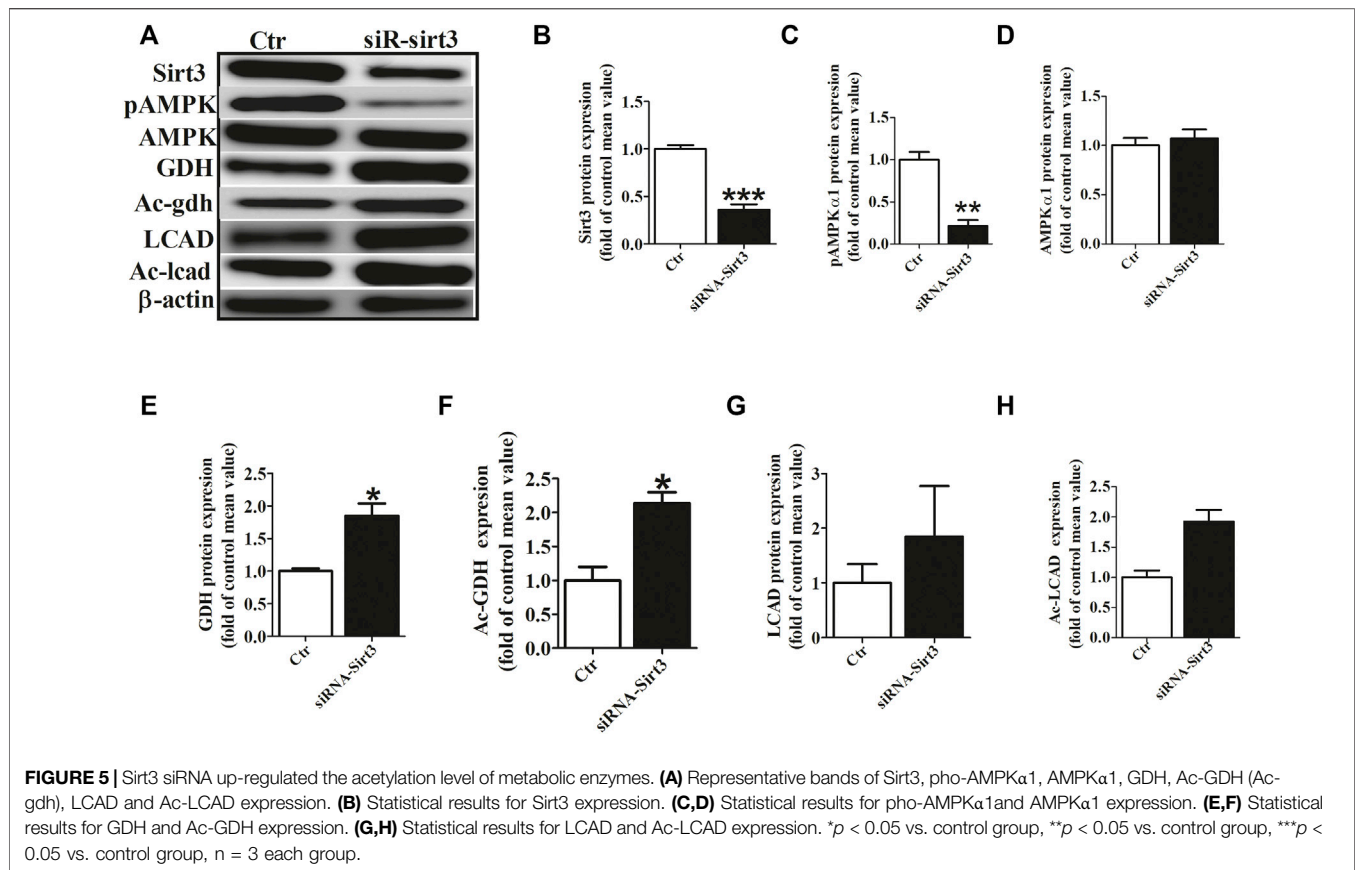 A
Ctr siR-sirt3
Sirt3
pAMPK
AMPK
GDH
Ac-gdh
LCAD
Ac-lcad
β-actin
B
Sirt3 protein expresion
(fold of control mean value)
1.5
1.0
0.5
0.0
***
Ctr
siRNA-Sirt3
C
pAMPKα1 protein expresion
(fold of control mean value)
1.5
1.0
0.5
0.0
**
Ctr
siRNA-Sirt3
D
AMPKα1 protein expresion
(fold of control mean value)
1.5
1.0
0.5
0.0
Ctr
siRNA-Sirt3
E
GDH protein expresion
(fold of control mean value)
2.5
2.0
1.5
1.0
0.5
0.0
*
Ctr
siRNA-Sirt3
F
Ac-GDH expresion
(fold of control mean value)
2.5
2.0
1.5
1.0
0.5
0.0
*
Ctr
siRNA-Sirt3
G
LCAD protein expresion
(fold of control mean value)
3
2
1
0
Ctr
siRNA-Sirt3
H
Ac-LCAD expresion
(fold of control mean value)
2.5
2.0
1.5
1.0
0.5
0.0
Ctr
siRNA-Sirt3
FIGURE 5 | Sirt3 siRNA up-regulated the acetylation level of metabolic enzymes. (A) Representative bands of Sirt3, pho-AMPKα1, AMPKα1, GDH, Ac-GDH (Ac-
gdh), LCAD and Ac-LCAD expression. (B) Statistical results for Sirt3 expression. (C,D) Statistical results for pho-AMPKα1and AMPKα1 expression. (E,F) Statistical
results for GDH and Ac-GDH expression. (G,H) Statistical results for LCAD and Ac-LCAD expression. *p < 0.05 vs. control group, **p < 0.05 vs. control group, ***p <
0.05 vs. control group, n = 3 each group.